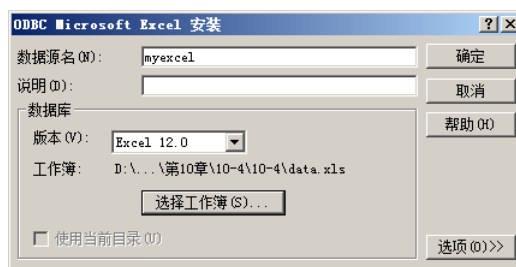 ODBC Microsoft Excel 安装
数据源名(N): myexcel 确定
说明(D): 取消
数据库 帮助(H)
版本(V): Excel 12.0
工作簿: D:\...\第10章\10-4\10-4\data.xls
选择工作簿(S)...
使用当前目录(U) 选项(O)>>